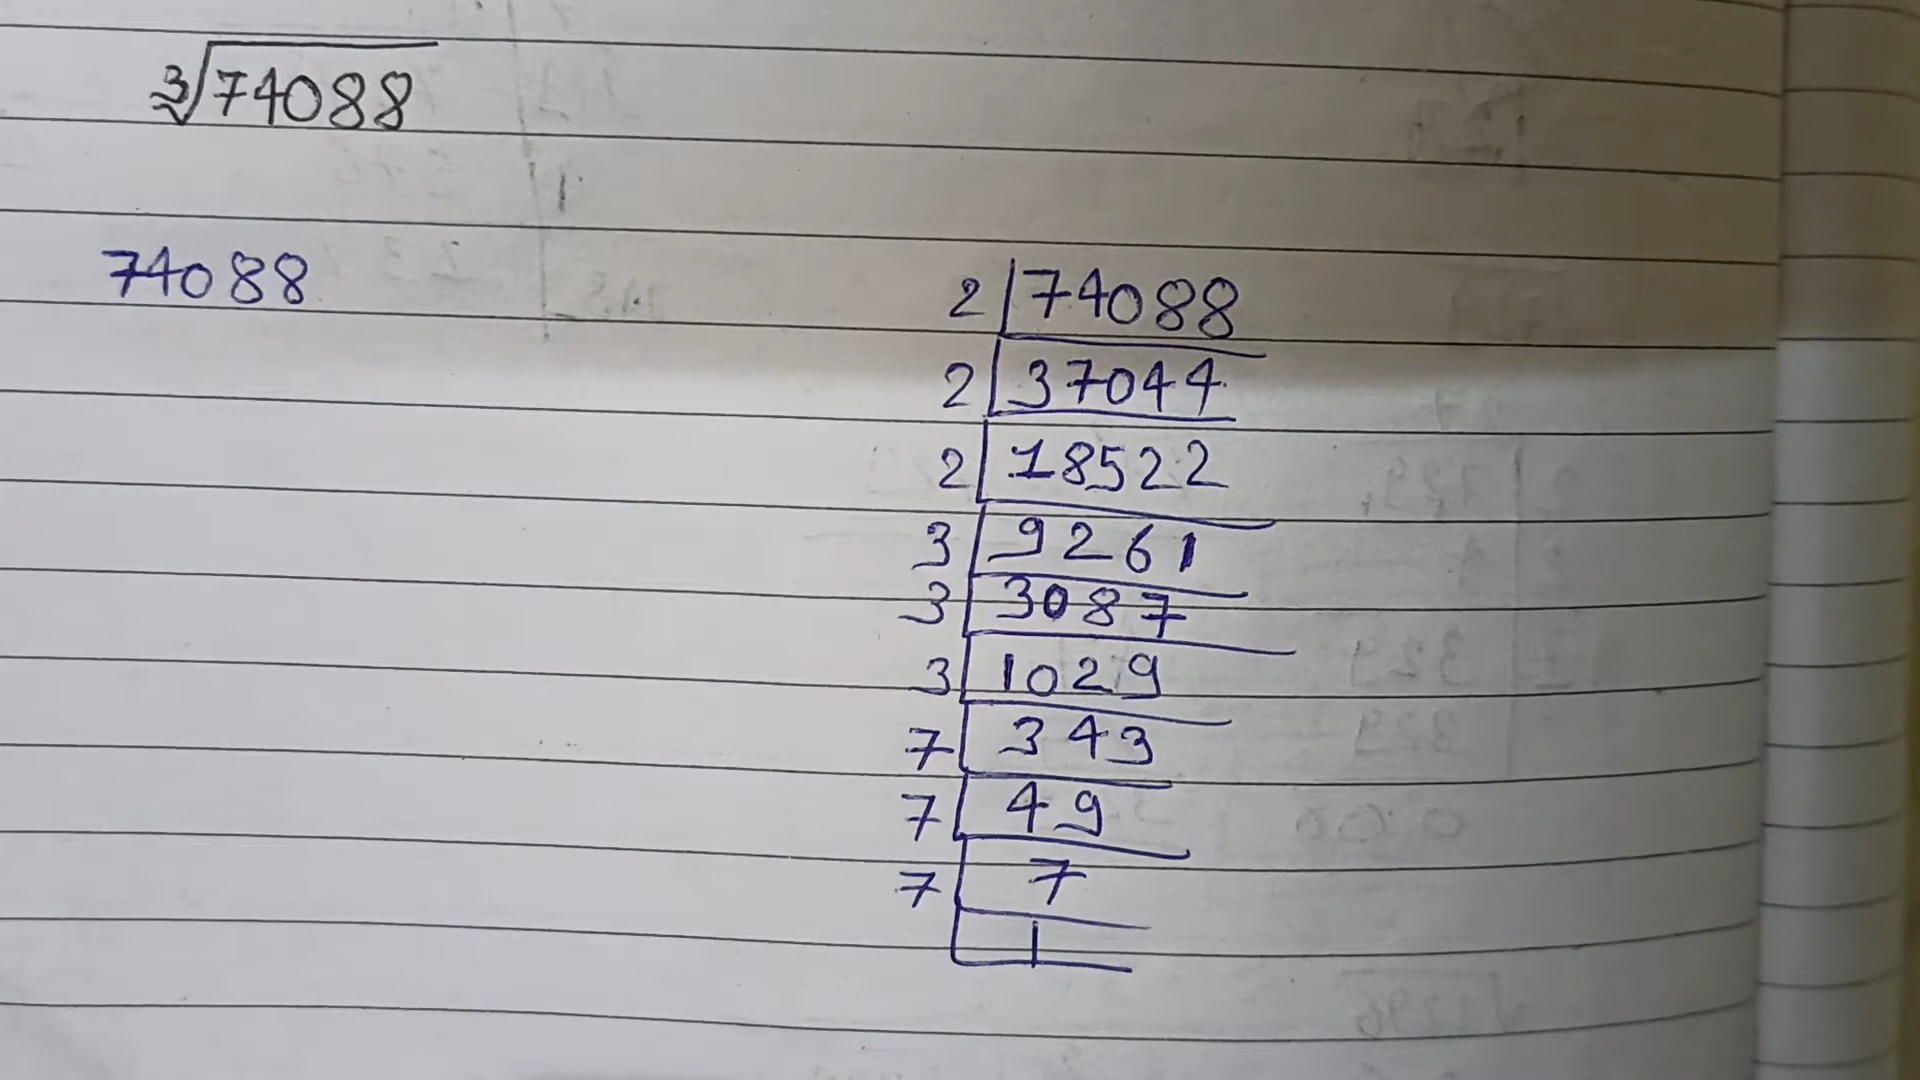 ∛74088
74088
2 | 74088
2 | 37044
2 | 18522
3 | 9261
3 | 3087
3 | 1029
7 | 343
7 | 49
7 | 7
1